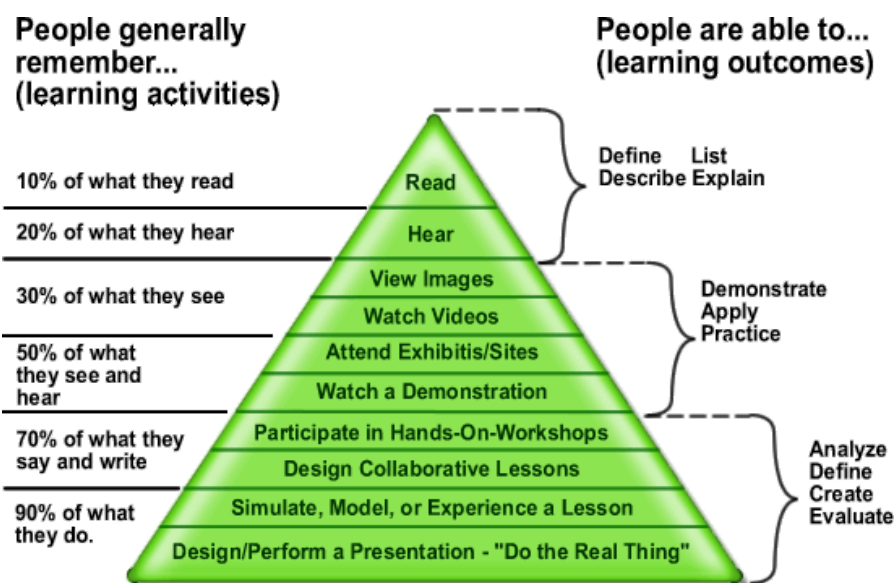 People generally
remember...
(learning activities)
People are able to...
(learning outcomes)
10% of what they read
Read
Define List
Describe Explain
20% of what they hear
Hear
30% of what they see
View Images
Watch Videos
Demonstrate
Apply
Practice
50% of what
they see and
hear
Attend Exhibitis/Sites
Watch a Demonstration
70% of what they
say and write
Participate in Hands-On-Workshops
Design Collaborative Lessons
Analyze
Define
Create
Evaluate
90% of what
they do.
Simulate, Model, or Experience a Lesson
Design/Perform a Presentation - "Do the Real Thing"